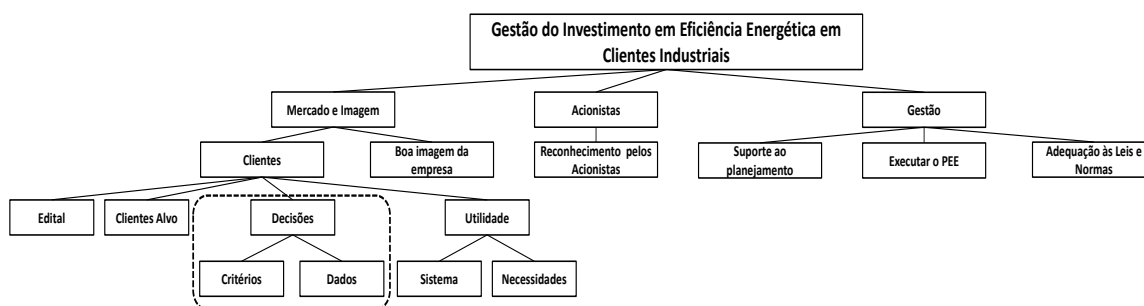 Gestão do Investimento em Eficiência Energética em
Clientes Industriais
Mercado e Imagem
Acionistas
Gestão
Clientes
Boa imagem da
empresa
Reconhecimento pelos
Acionistas
Suporte ao
planejamento
Executar o PEE
Adequação às Leis e
Normas
Edital
Clientes Alvo
Decisões
Utilidade
Critérios
Dados
Sistema
Necessidades